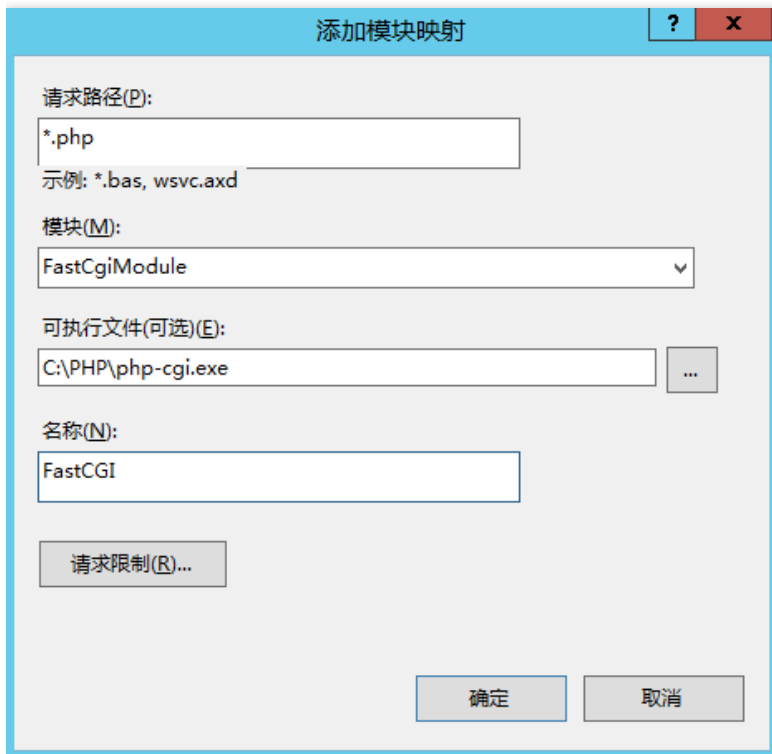 添加模块映射
?
x
请求路径(P):
*.php
示例: *.bas, wsvc.axd
模块(M):
FastCgiModule
可执行文件(可选)(E):
C:\PHP\php-cgi.exe
...
名称(N):
FastCGI
请求限制(R)...
确定
取消